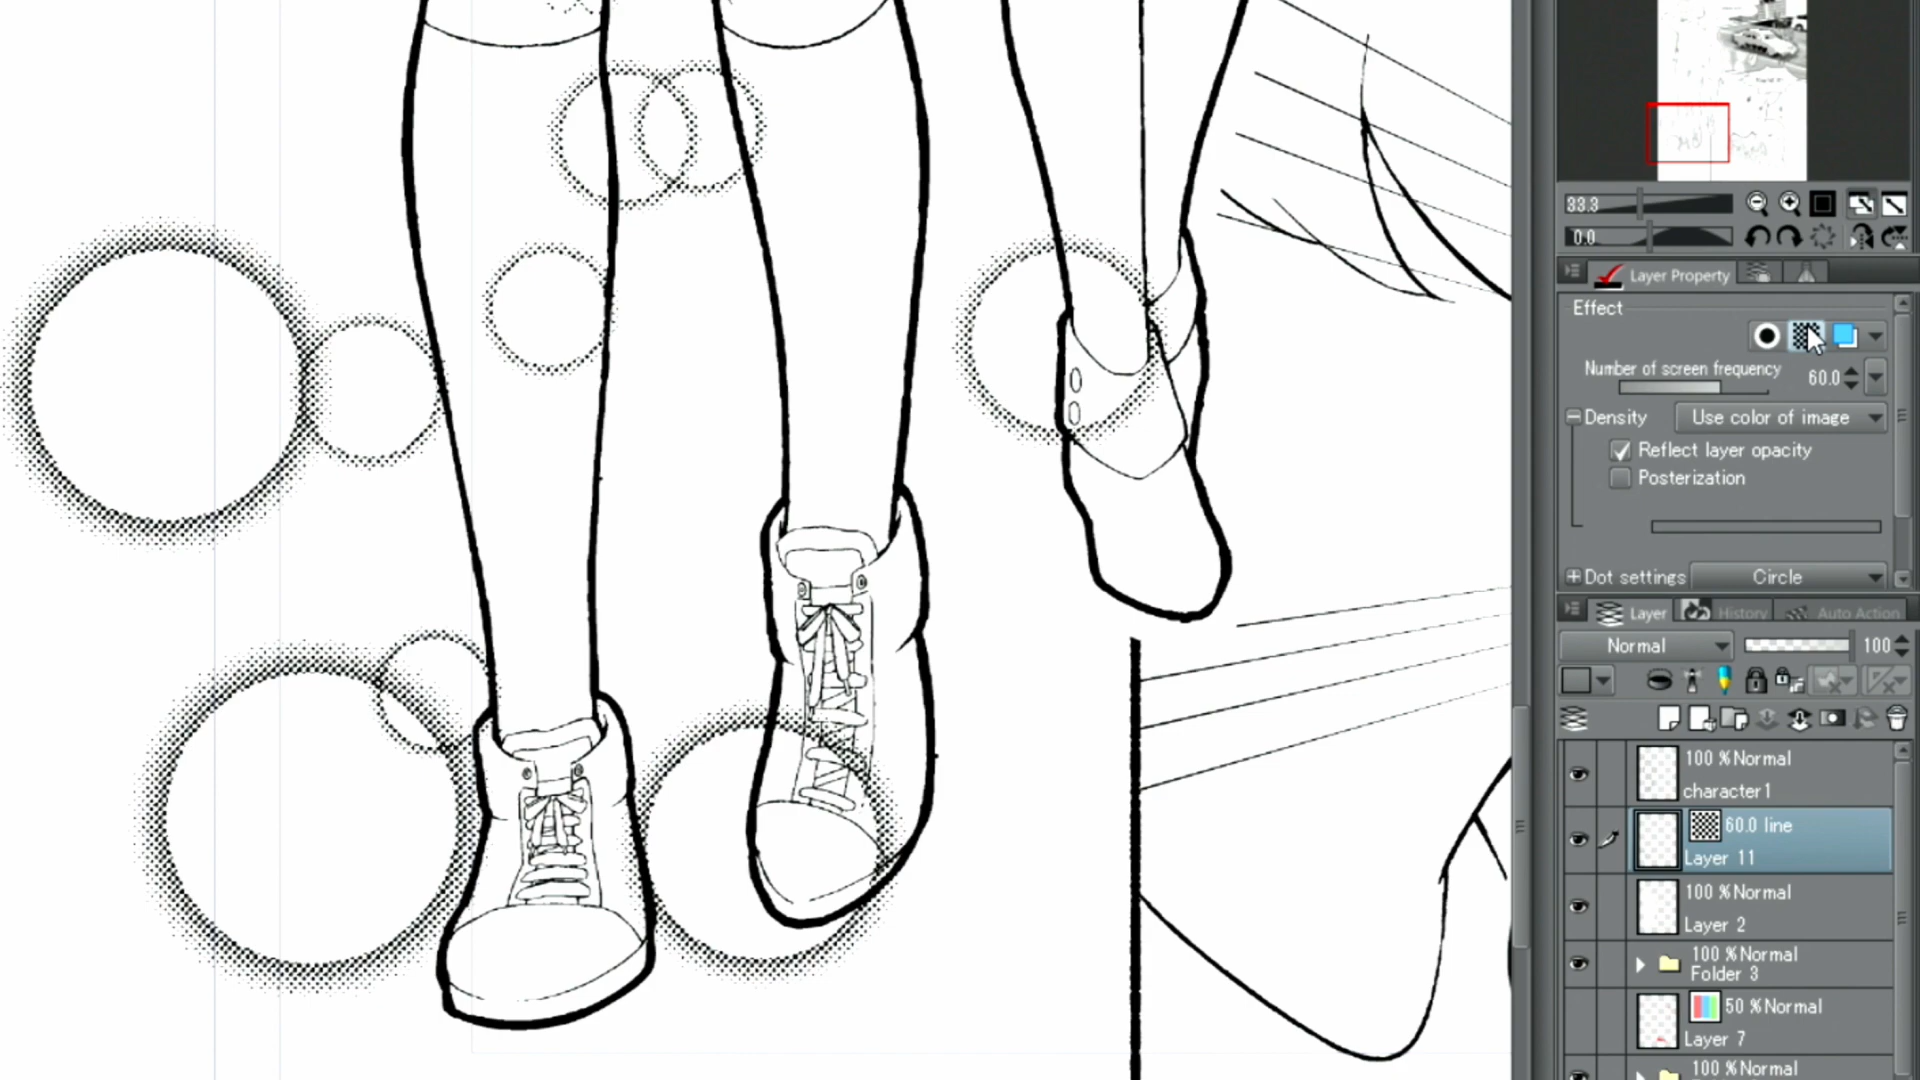 33.3
0.0
Layer Property
Effect
Number of screen frequency
60.0
Density
Use color of image
Reflect layer opacity
Posterization
Dot settings
Circle
Layer
History
Auto Action
Normal
100
100 %Normal
character1
60.0 line
Layer 11
100 %Normal
Layer 2
100 %Normal
Folder 3
50 %Normal
Layer 7
100 %Normal